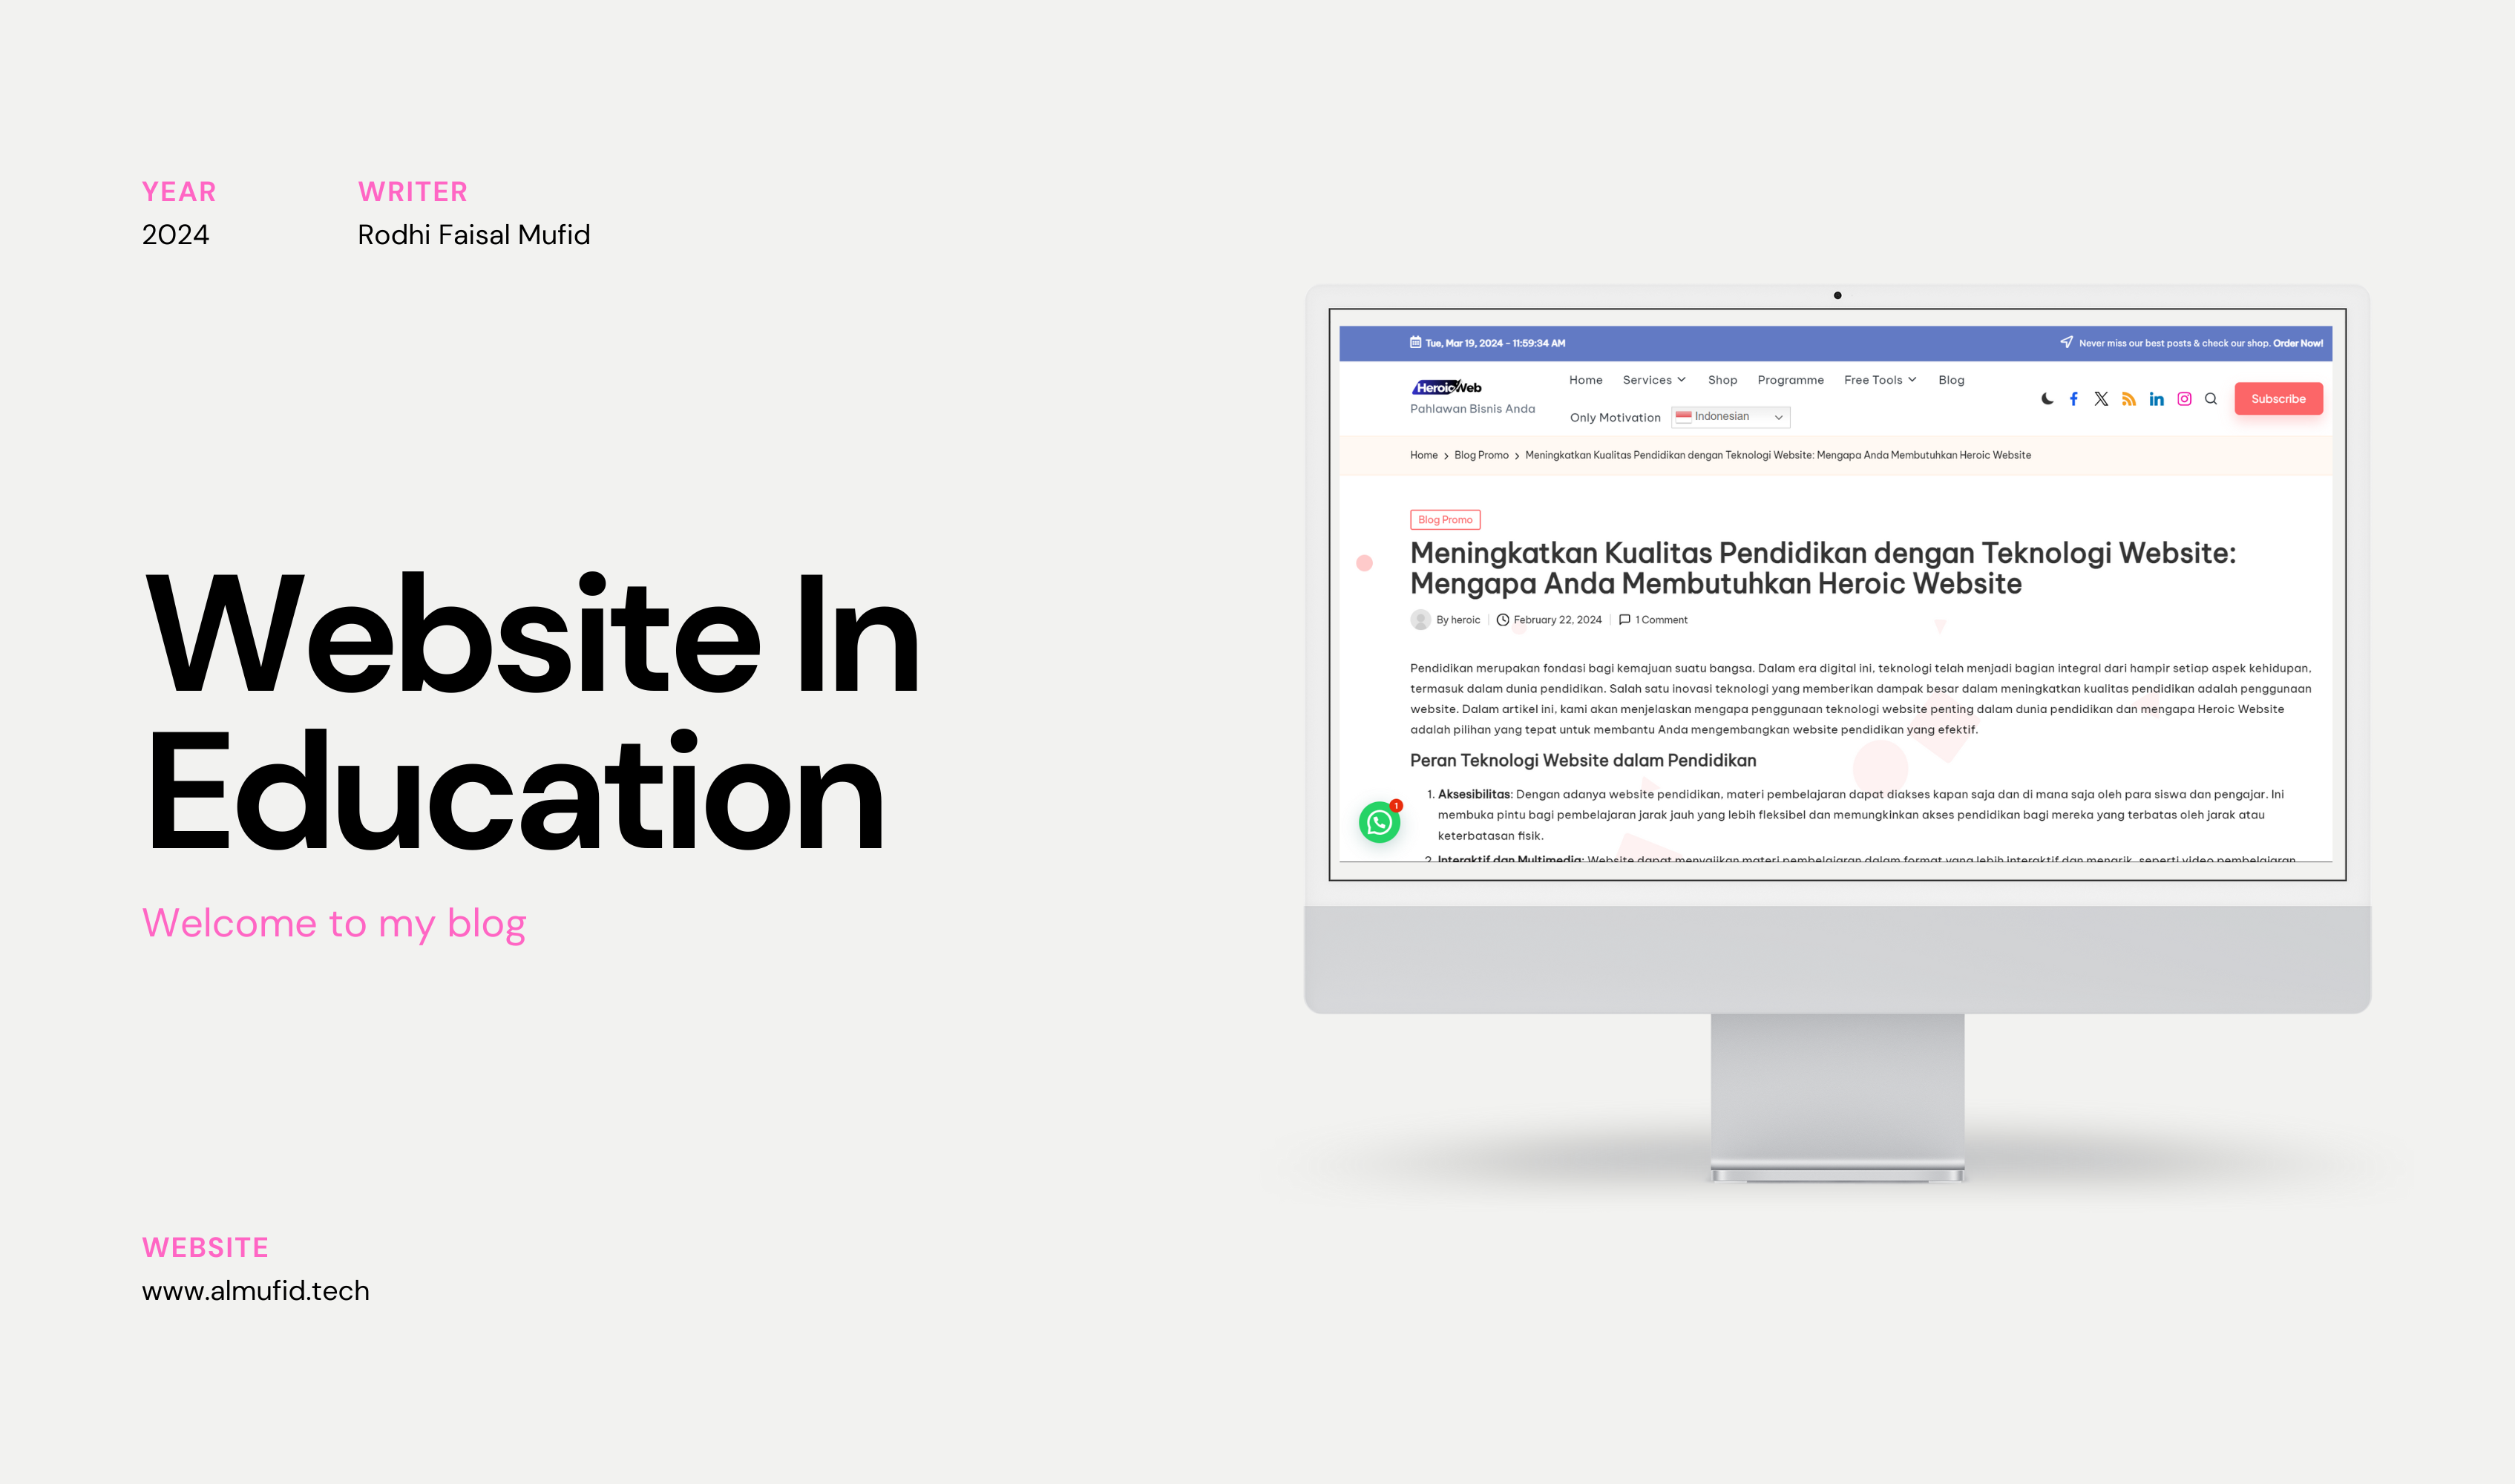 YEAR
2024
WRITER
Rodhi Faisal Mufid
Website In
Education
Welcome to my blog
WEBSITE
www.almufid.tech
Tue, Mar 19, 2024 - 11:59:34 AM
Never miss our best posts & check our shop. Order Now!
HeroicWeb
Pahlawan Bisnis Anda
Home Services Shop Programme Free Tools Blog
Only Motivation Indonesian
Subscribe
Home > Blog Promo > Meningkatkan Kualitas Pendidikan dengan Teknologi Website: Mengapa Anda Membutuhkan Heroic Website
Blog Promo
Meningkatkan Kualitas Pendidikan dengan Teknologi Website:
Mengapa Anda Membutuhkan Heroic Website
By heroic February 22, 2024 1 Comment
Pendidikan merupakan fondasi bagi kemajuan suatu bangsa. Dalam era digital ini, teknologi telah menjadi bagian integral dari hampir setiap aspek kehidupan,
termasuk dalam dunia pendidikan. Salah satu inovasi teknologi yang memberikan dampak besar dalam meningkatkan kualitas pendidikan adalah penggunaan
website. Dalam artikel ini, kami akan menjelaskan mengapa penggunaan teknologi website penting dalam dunia pendidikan dan mengapa Heroic Website
adalah pilihan yang tepat untuk membantu Anda mengembangkan website pendidikan yang efektif.
Peran Teknologi Website dalam Pendidikan
1. Aksesibilitas: Dengan adanya website pendidikan, materi pembelajaran dapat diakses kapan saja dan di mana saja oleh para siswa dan pengajar. Ini
membuka pintu bagi pembelajaran jarak jauh yang lebih fleksibel dan memungkinkan akses pendidikan bagi mereka yang terbatas oleh jarak atau
keterbatasan fisik.
1
2. Interaktif dan Multimedia: Website dapat menyajikan materi pembelajaran dalam format yang lebih interaktif dan menarik, seperti video pembelajaran